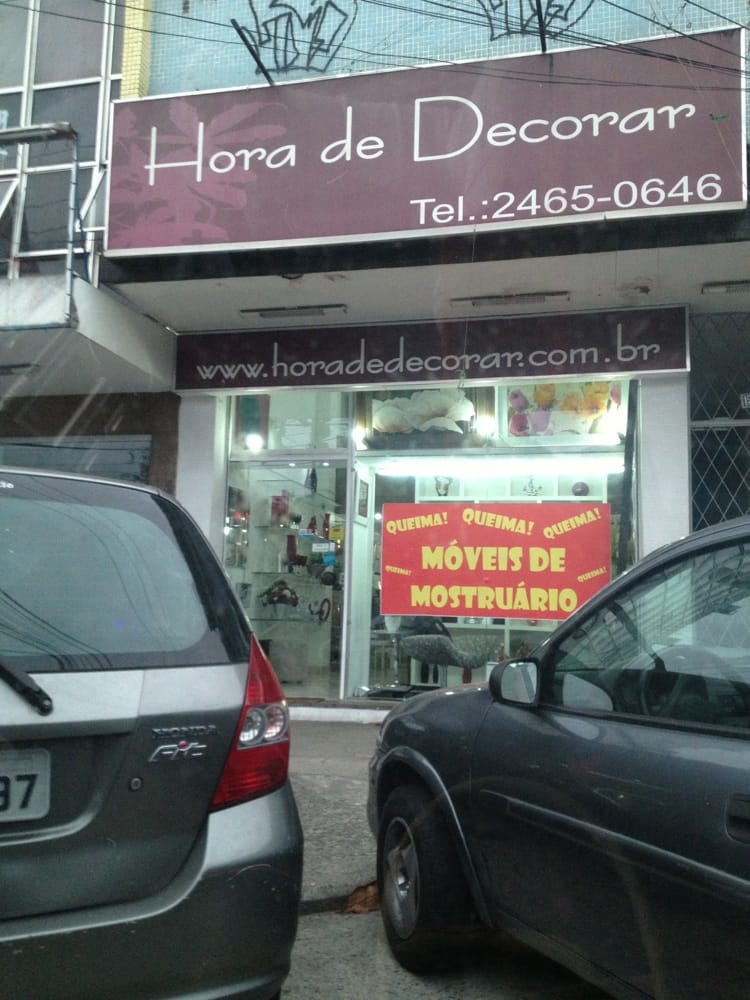 Hora de Decorar
Tel.:2465-0646
www.horadedecorar.com.br
QUEIMA! QUEIMA! QUEIMA!
MÓVEIS DE
QUEIMA! QUEIMA!
MOSTRUÁRIO
HONDA
Fit
97